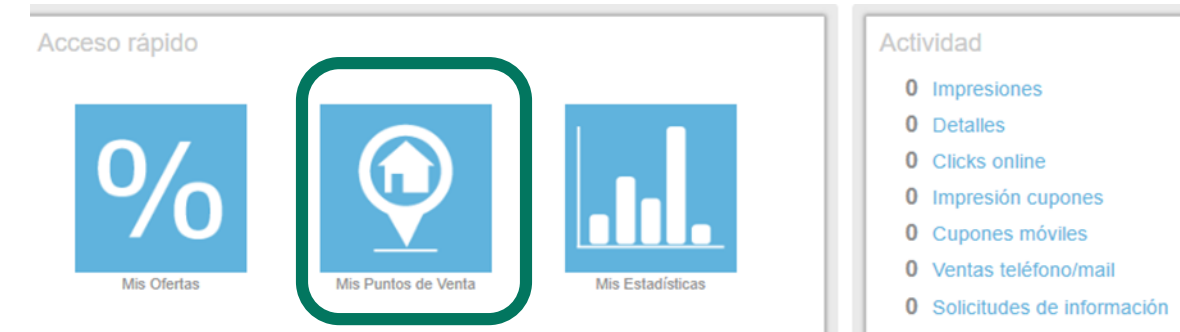 Acceso rápido
%
Mis Ofertas
Mis Puntos de Venta
Mis Estadísticas
Actividad
0 Impresiones
0 Detalles
0 Clicks online
0 Impresión cupones
0 Cupones móviles
0 Ventas teléfono/mail
0 Solicitudes de información